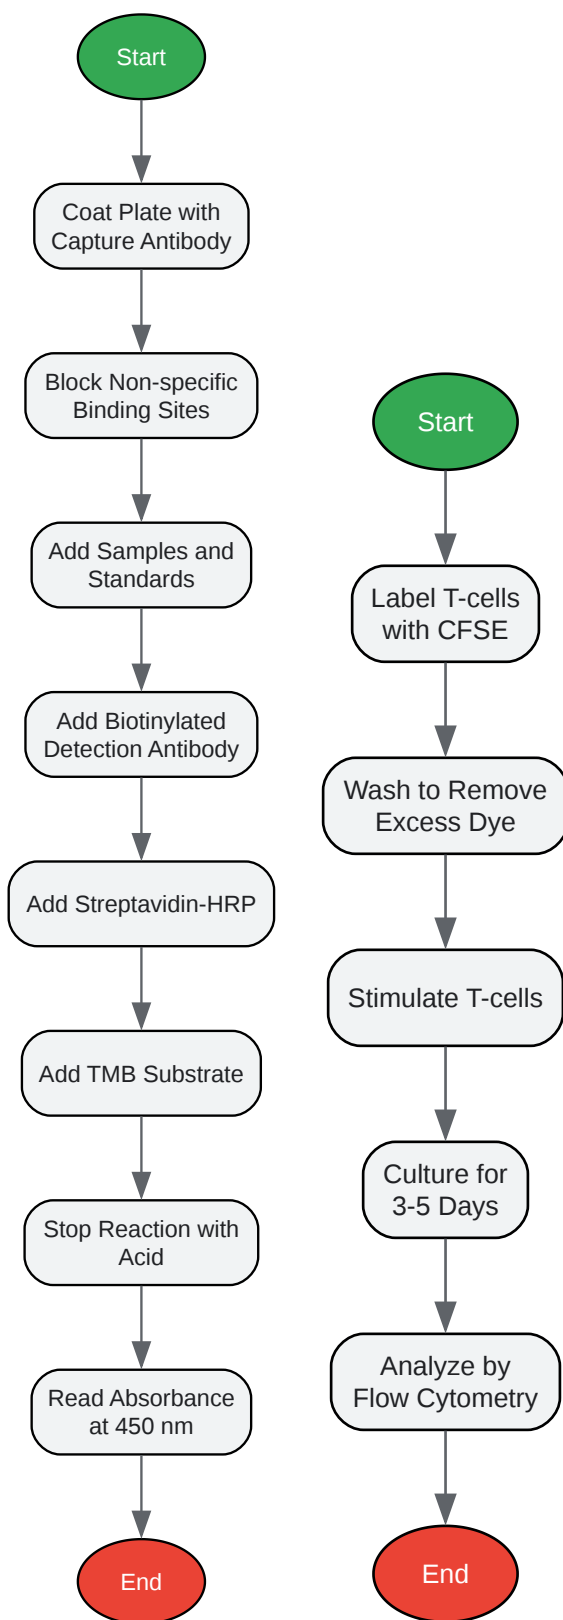 Start
Coat Plate with
Capture Antibody
Block Non-specific
Binding Sites
Add Samples and
Standards
Add Biotinylated
Detection Antibody
Add Streptavidin-HRP
Add TMB Substrate
Stop Reaction with
Acid
Read Absorbance
at 450 nm
End
Start
Label T-cells
with CFSE
Wash to Remove
Excess Dye
Stimulate T-cells
Culture for
3-5 Days
Analyze by
Flow Cytometry
End